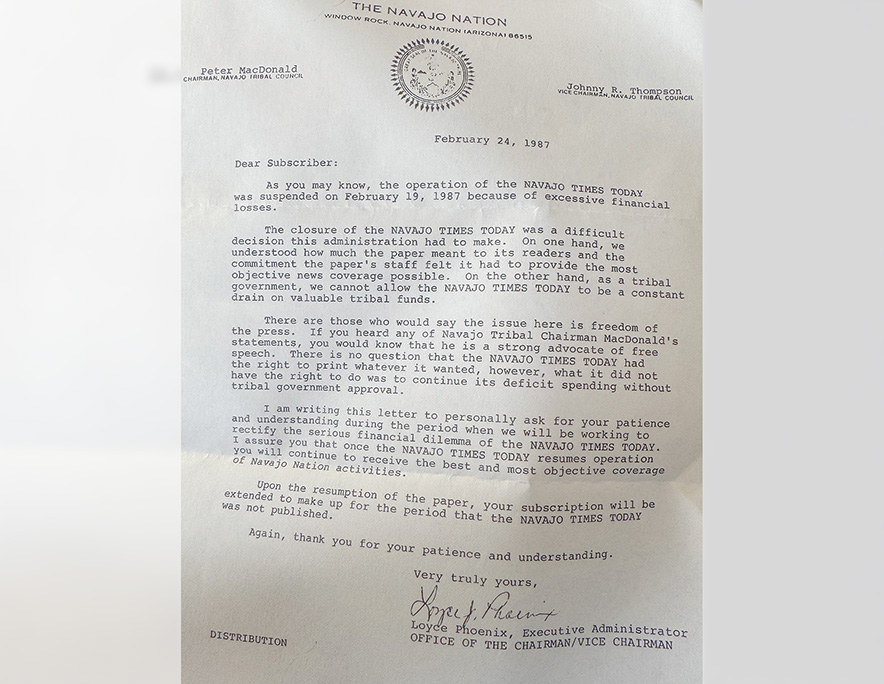 THE NAVAJO NATION
WINDOW ROCK, NAVAJO NATION (ARIZONA) 86515
Peter MacDonald
CHAIRMAN, NAVAJO TRIBAL COUNCIL
Johnny R. Thompson
VICE CHAIRMAN, NAVAJO TRIBAL COUNCIL
February 24, 1987
Dear Subscriber:
As you may know, the operation of the NAVAJO TIMES TODAY
was suspended on February 19, 1987 because of excessive financial
losses.
The closure of the NAVAJO TIMES TODAY was a difficult
decision this administration had to make. On one hand, we
understood how much the paper meant to its readers and the
commitment the paper's staff felt it had to provide the most
objective news coverage possible. On the other hand, as a tribal
government, we cannot allow the NAVAJO TIMES TODAY to be a constant
drain on valuable tribal funds.
There are those who would say the issue here is freedom of
the press. If you heard any of Navajo Tribal Chairman MacDonald's
statements, you would know that he is a strong advocate of free
speech. There is no question that the NAVAJO TIMES TODAY had
the right to print whatever it wanted, however, what it did not
have the right to do was to continue its deficit spending without
tribal government approval.
I am writing this letter to personally ask for your patience
and understanding during the period when we will be working to
rectify the serious financial dilemma of the NAVAJO TIMES TODAY.
I assure you that once the NAVAJO TIMES TODAY resumes operation
you will continue to receive the best and most objective coverage
of Navajo Nation activities.
Upon the resumption of the paper, your subscription will be
extended to make up for the period that the NAVAJO TIMES TODAY
was not published.
Again, thank you for your patience and understanding.
Very truly yours,
Loyce J. Phoenix
Loyce Phoenix, Executive Administrator
OFFICE OF THE CHAIRMAN/VICE CHAIRMAN
DISTRIBUTION